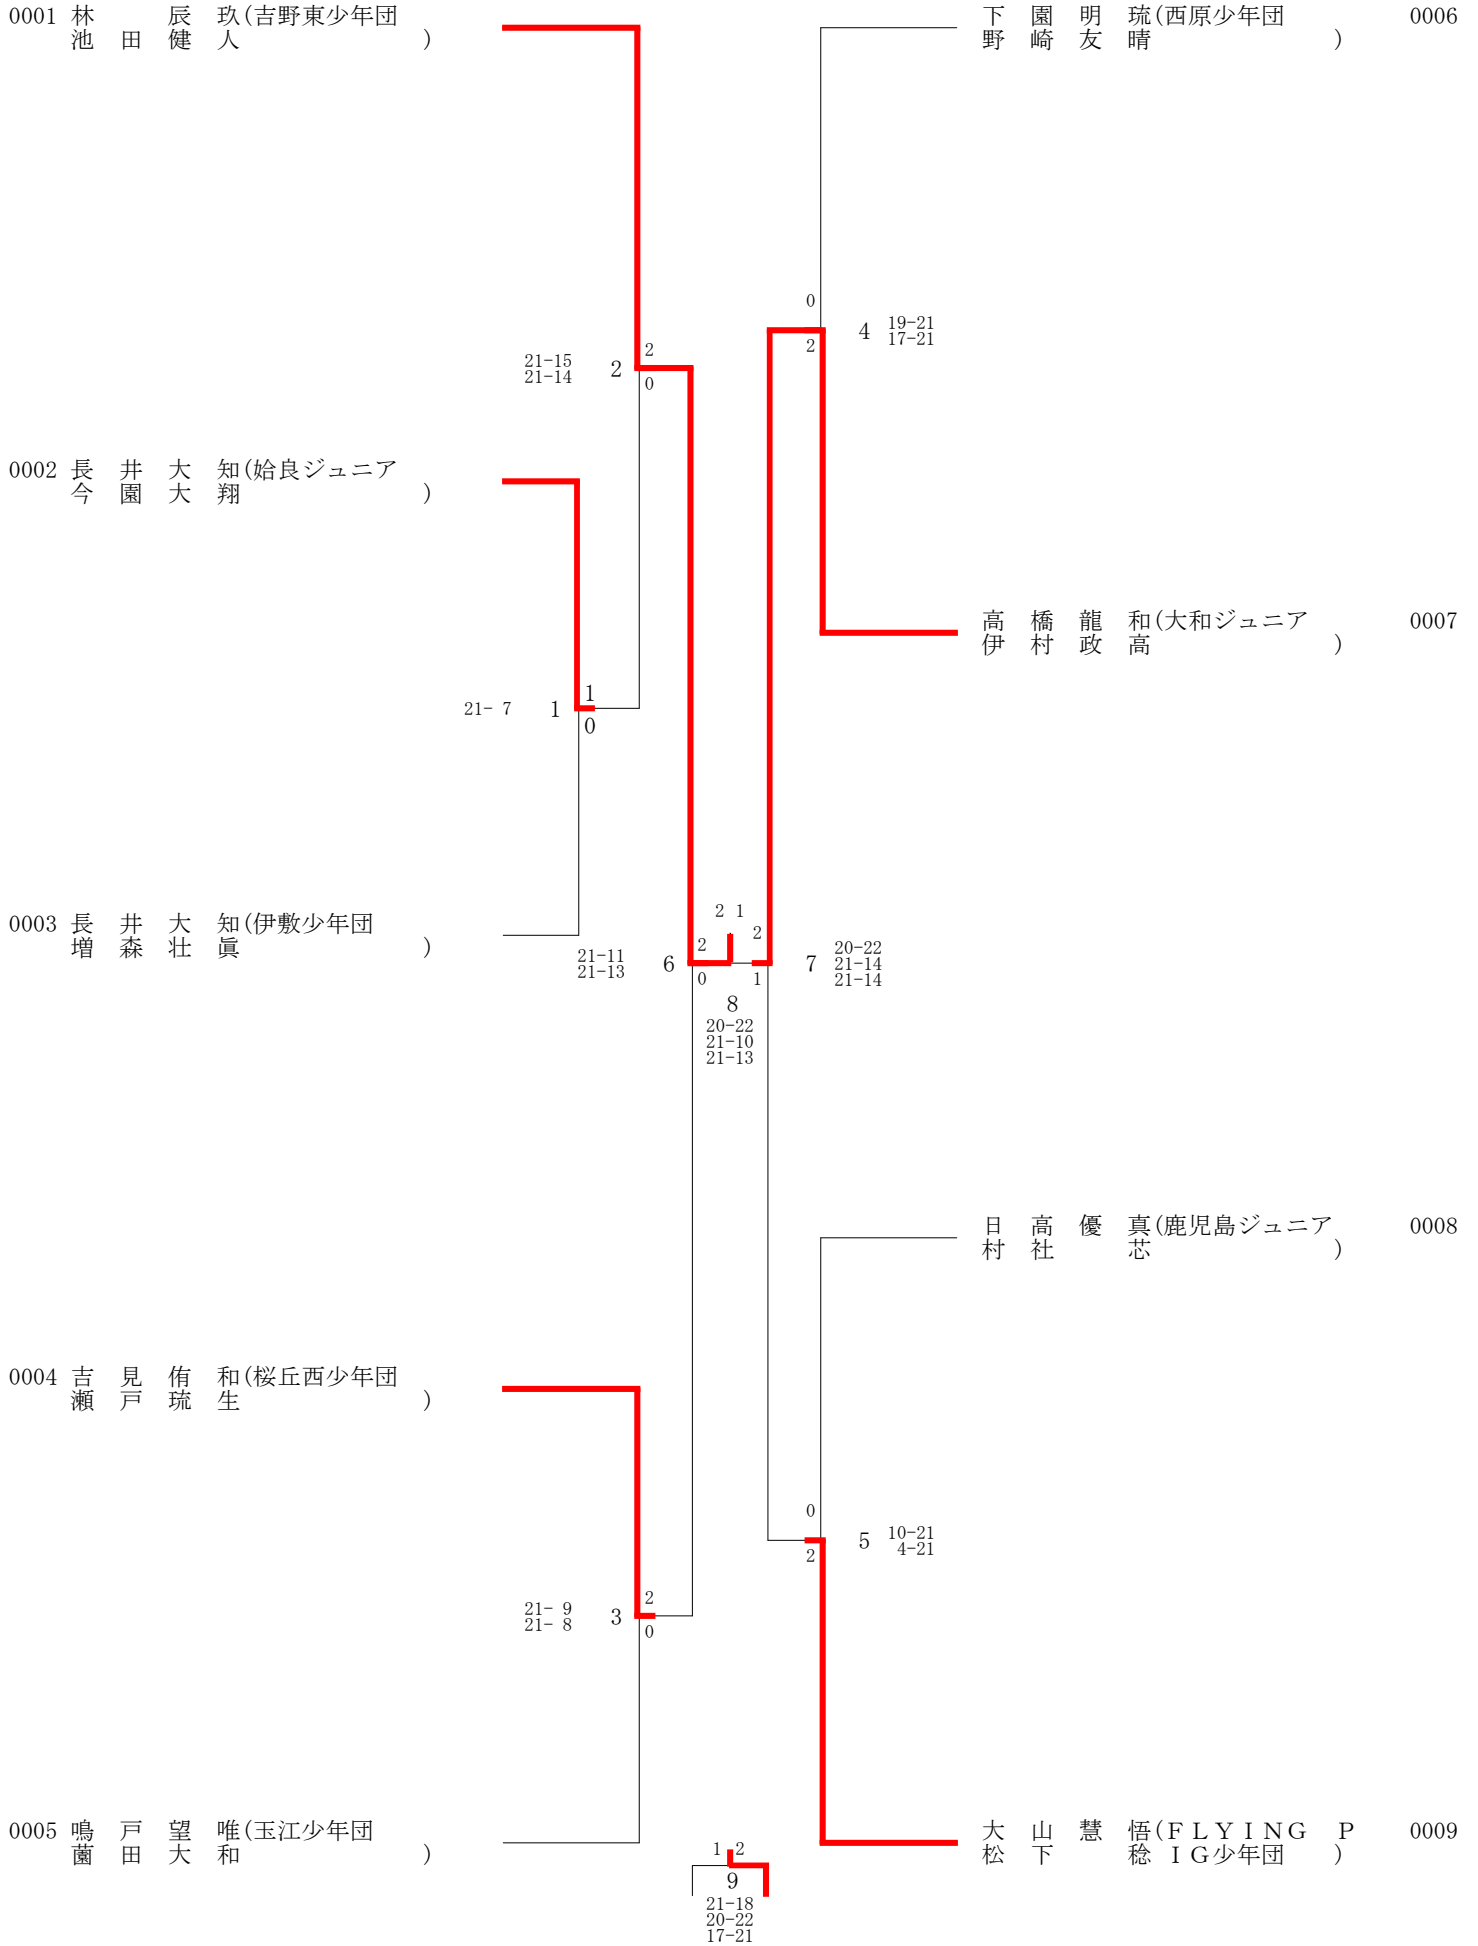 0001 林　　辰　玖(吉野東少年団
池　田　健　人　　　　　　　)
下　園　明　琉(西原少年団　0006
野　崎　友　晴　　　　　　　)
0
4
19-21
17-21
2
21-15
21-14
2
2
0
0002 長　井　大　知(姶良ジュニア
今　園　大　翔　　　　　　　)
高　橋　龍　和(大和ジュニア　0007
伊　村　政　高　　　　　　　)
21- 7
1
1
0
0003 長　井　大　知(伊敷少年団
増　森　壮　眞　　　　　　　)
21-11
21-13
6
2
0
2 1
8
20-22
21-10
21-13
2
1
7
20-22
21-14
21-14
日　高　優　真(鹿児島ジュニア　0008
村　社　　　芯　　　　　　　)
0004 吉　見　侑　和(桜丘西少年団
瀬　戸　琉　生　　　　　　　)
0
5
10-21
4-21
2
21- 9
21- 8
3
2
0
0005 鳴　戸　望　唯(玉江少年団
薗　田　大　和　　　　　　　)
大　山　慧　悟(ＦＬＹＩＮＧ　Ｐ　0009
松　下　　　稔　ＩＧ少年団　)
1 2
9
21-18
20-22
17-21